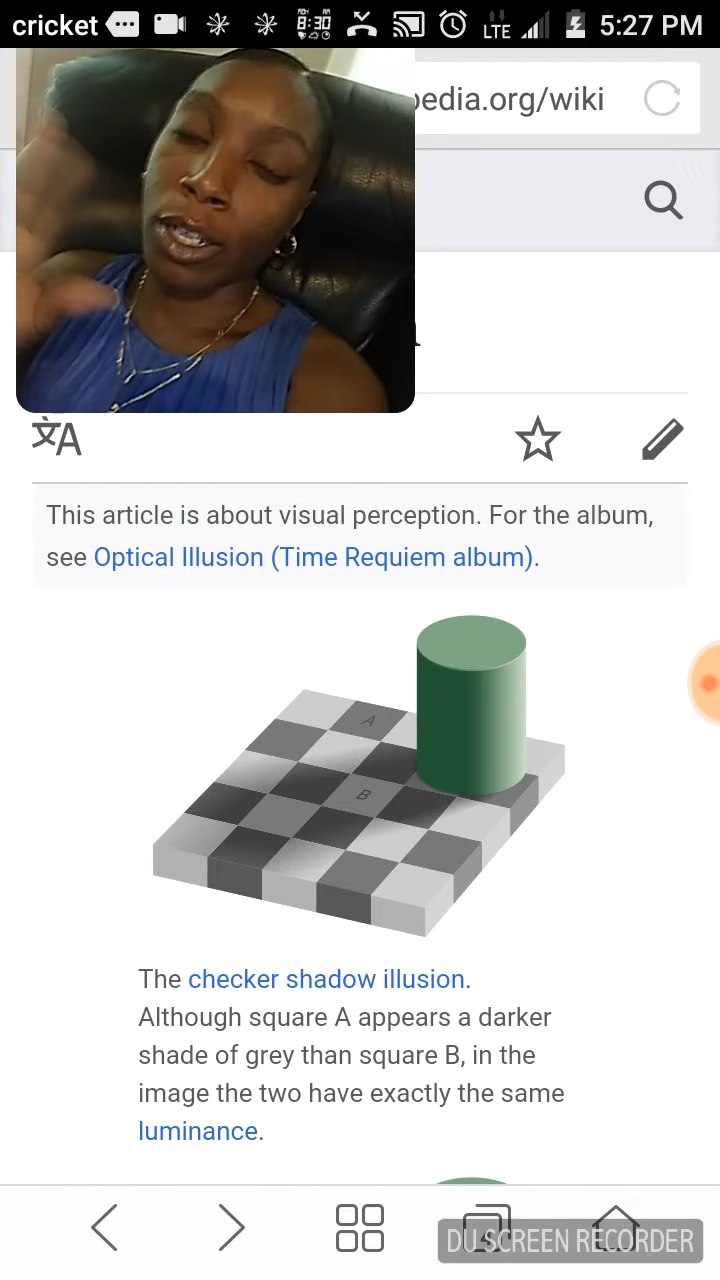 cricket
8:30
LTE
5:27 PM
pedia.org/wiki
文A
This article is about visual perception. For the album,
see Optical Illusion (Time Requiem album).
A
B
The checker shadow illusion.
Although square A appears a darker
shade of grey than square B, in the
image the two have exactly the same
luminance.
DU SCREEN RECORDER